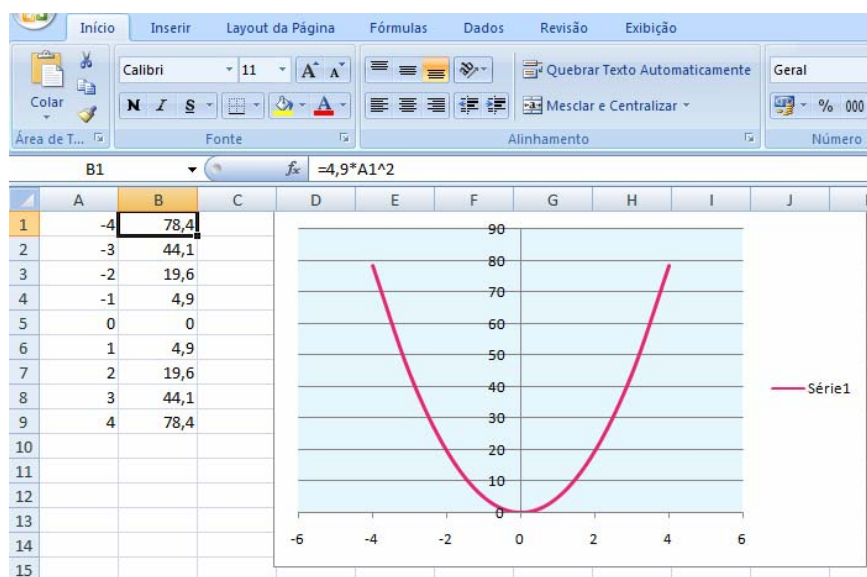 Início Inserir Layout da Página Fórmulas Dados Revisão Exibição
Colar
Calibri 11 A A
N I S A
Quebrar Texto Automaticamente
Mesclar e Centralizar
Geral
% 000
Área de T... Fonte Alinhamento Número
B1 fx =4,9*A1^2
A B C D E F G H I J
1 -4 78,4
2 -3 44,1
3 -2 19,6
4 -1 4,9
5 0 0
6 1 4,9
7 2 19,6
8 3 44,1
9 4 78,4
10
11
12
13
14
15
90
80
70
60
50
40
30
20
10
0
-6 -4 -2 0 2 4 6
Série1